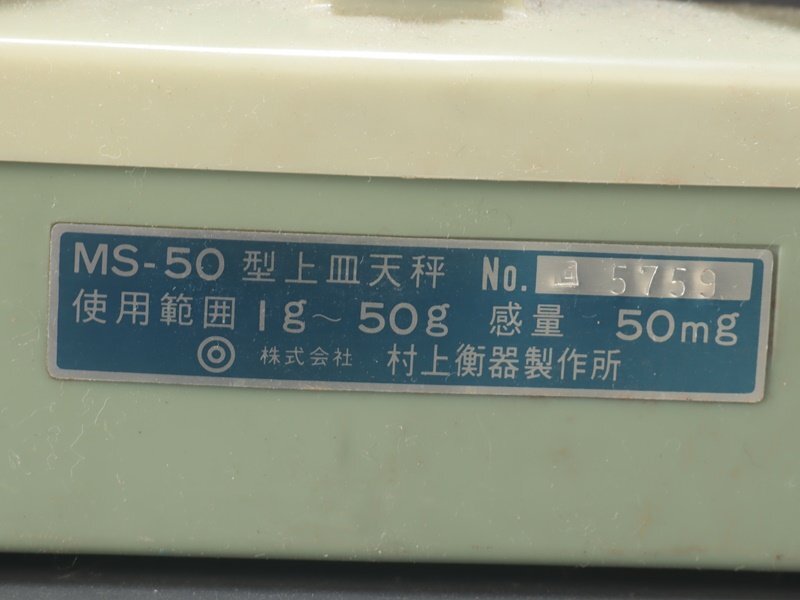 MS-50 型上皿天秤 No. 5759
使用範囲 1g~50g 感量 50mg
株式会社 村上衡器製作所